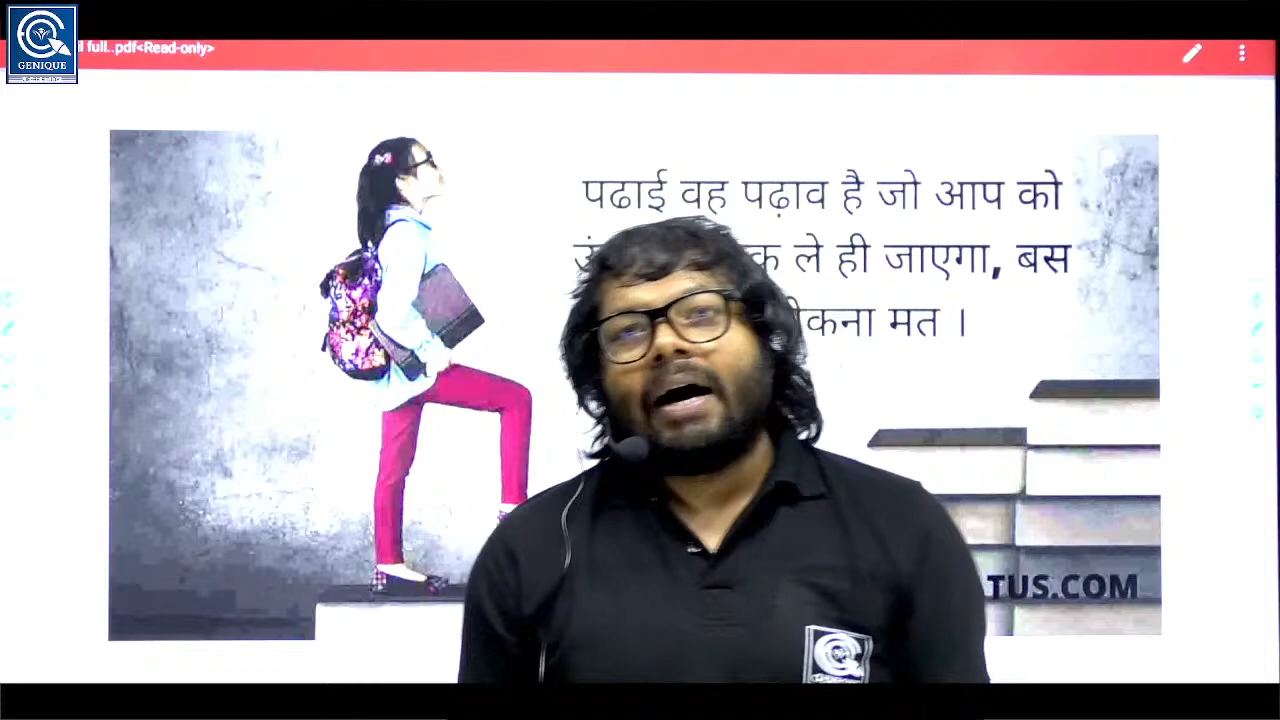 GENIQUE
full..pdf<Read-only>
पढाई वह पढ़ाव है जो आप को
ले ही जाएगा, बस
मत ।
TUS.COM